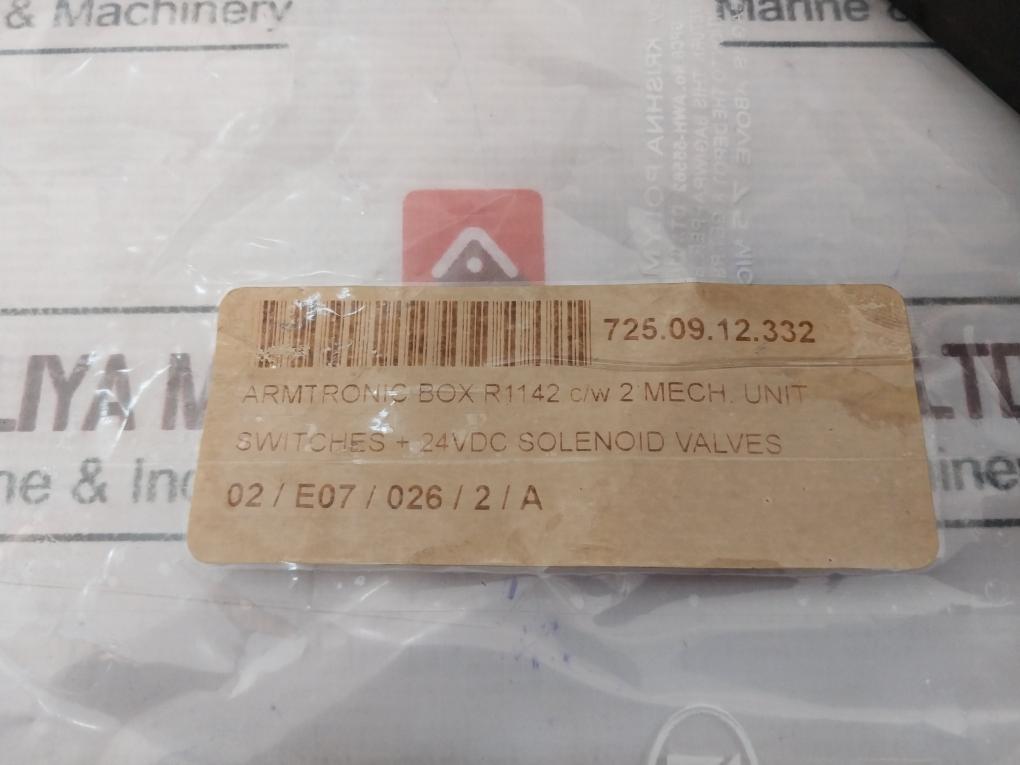 & Machinery
Marine &
725.09.12.332
ARMTRONIC BOX R1142 c/w 2 MECH. UNIT
SWITCHES + 24VDC SOLENOID VALVES
02 / E07 / 026 / 2 / A
LIYA M
LTD
ne & Ind
hine